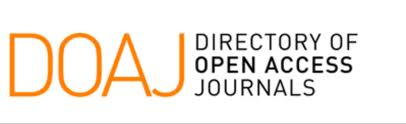 DOAJ
DIRECTORY OF
OPEN ACCESS
JOURNALS